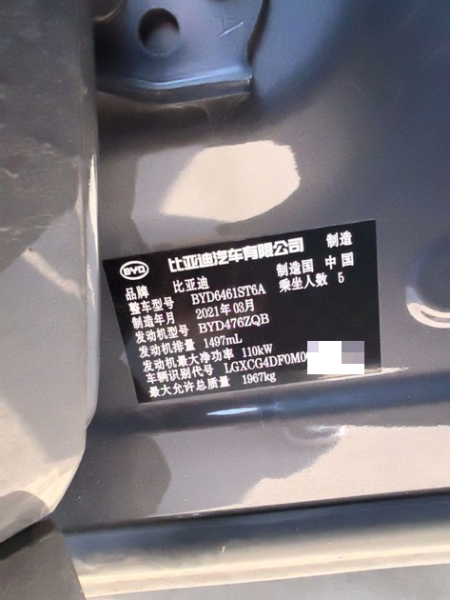 BYD 比亚迪汽车有限公司 制造
品牌 比亚迪 制造国 中国
整车型号 BYD6461ST6A 乘坐人数 5
制造年月 2021年03月
发动机型号 BYD476ZQB
发动机排量 1497mL
发动机最大净功率 110kW
车辆识别代号 LGXCG4DF0M0
最大允许总质量 1967kg